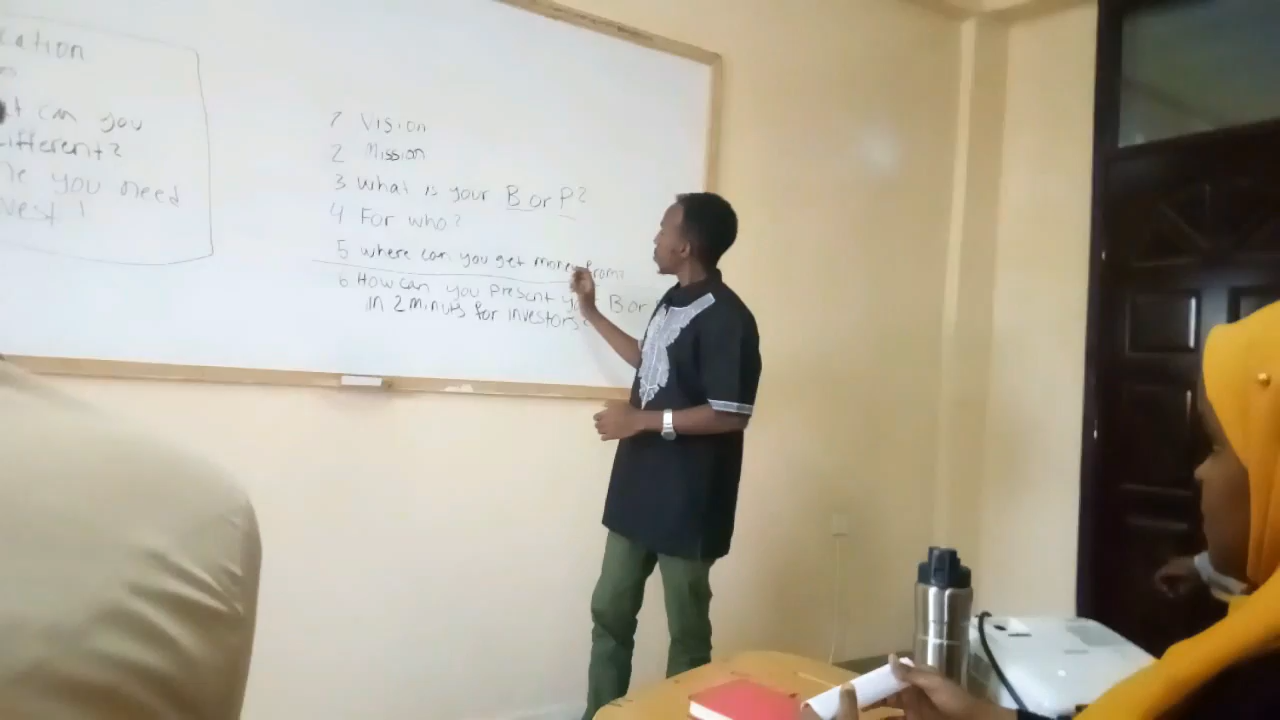 cation
can you
ifferent?
you need
1 Vision
2 Mission
3 What is your B or P?
4 For who?
5 where can you get money from?
6 How can you Present B or
in 2 minuts for investors